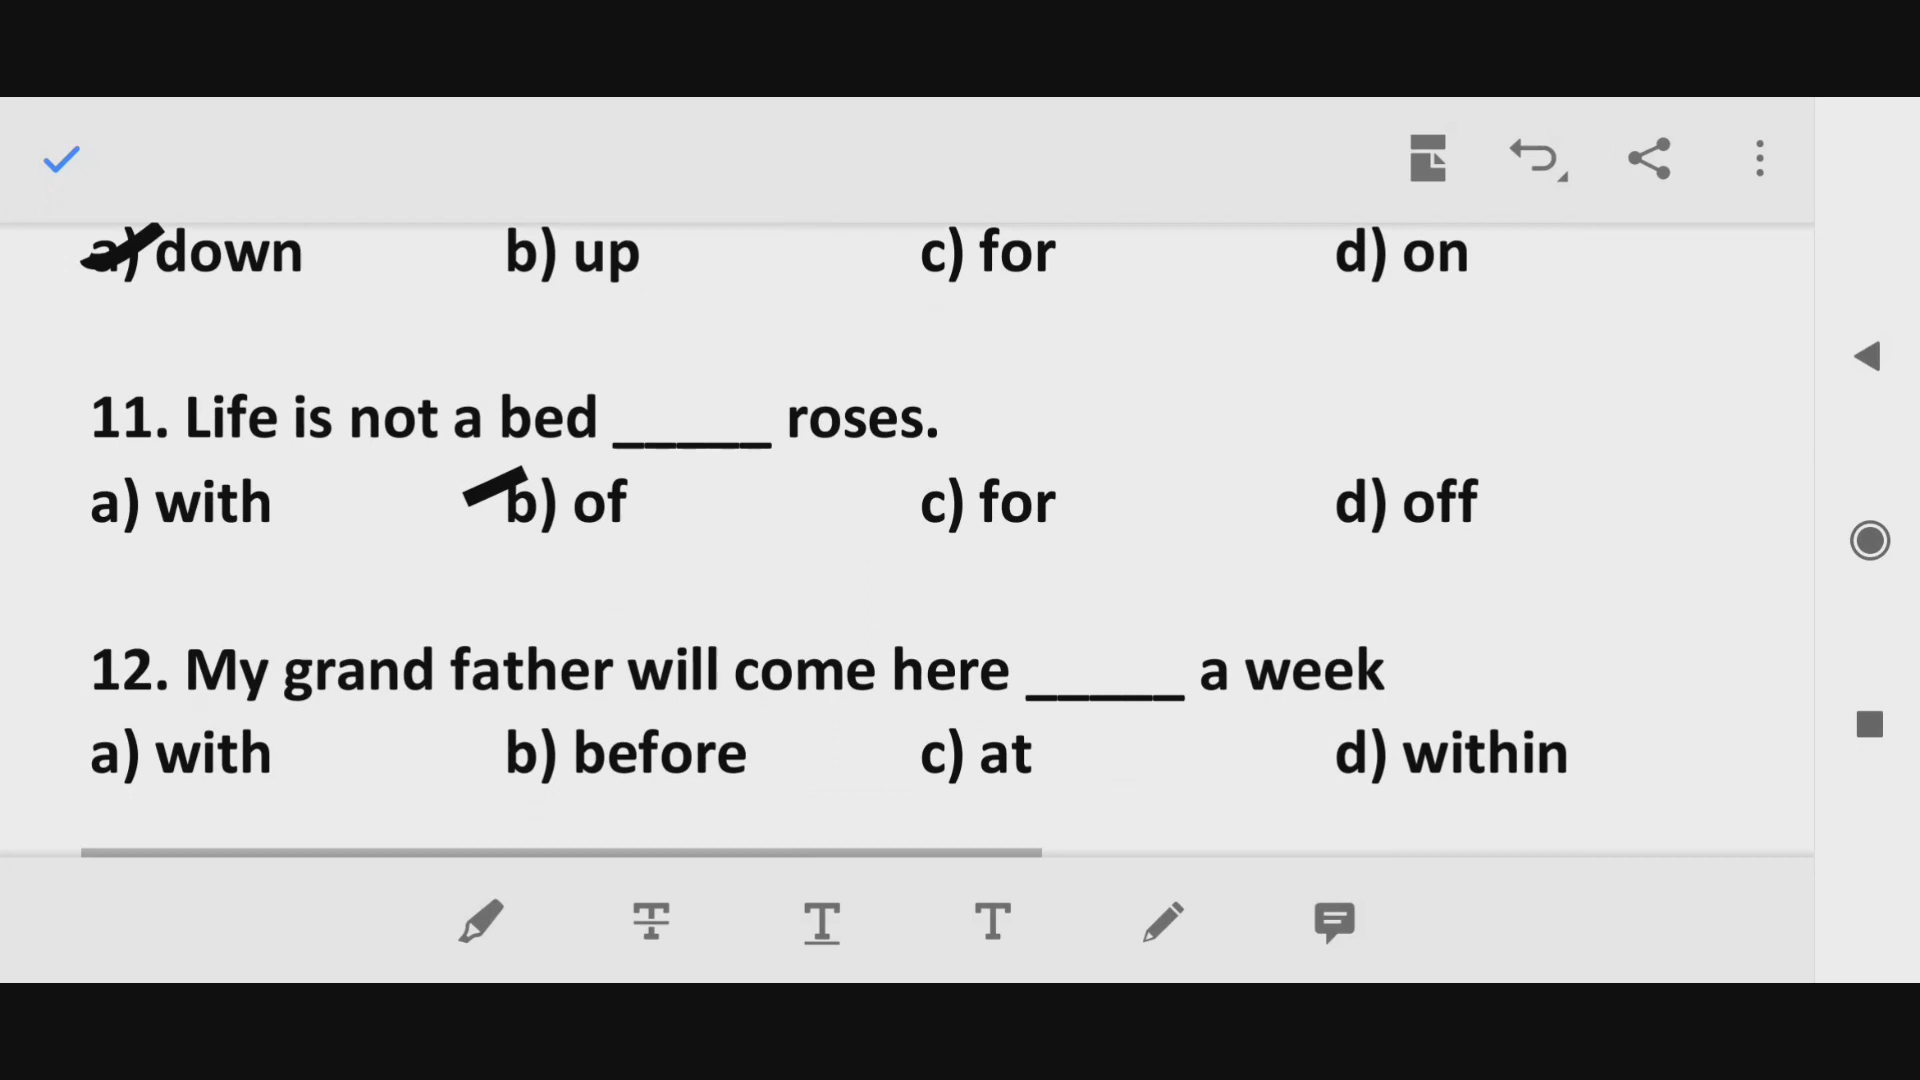 a) down b) up c) for d) on
11. Life is not a bed _____ roses.
a) with b) of c) for d) off
12. My grand father will come here _____ a week
a) with b) before c) at d) within